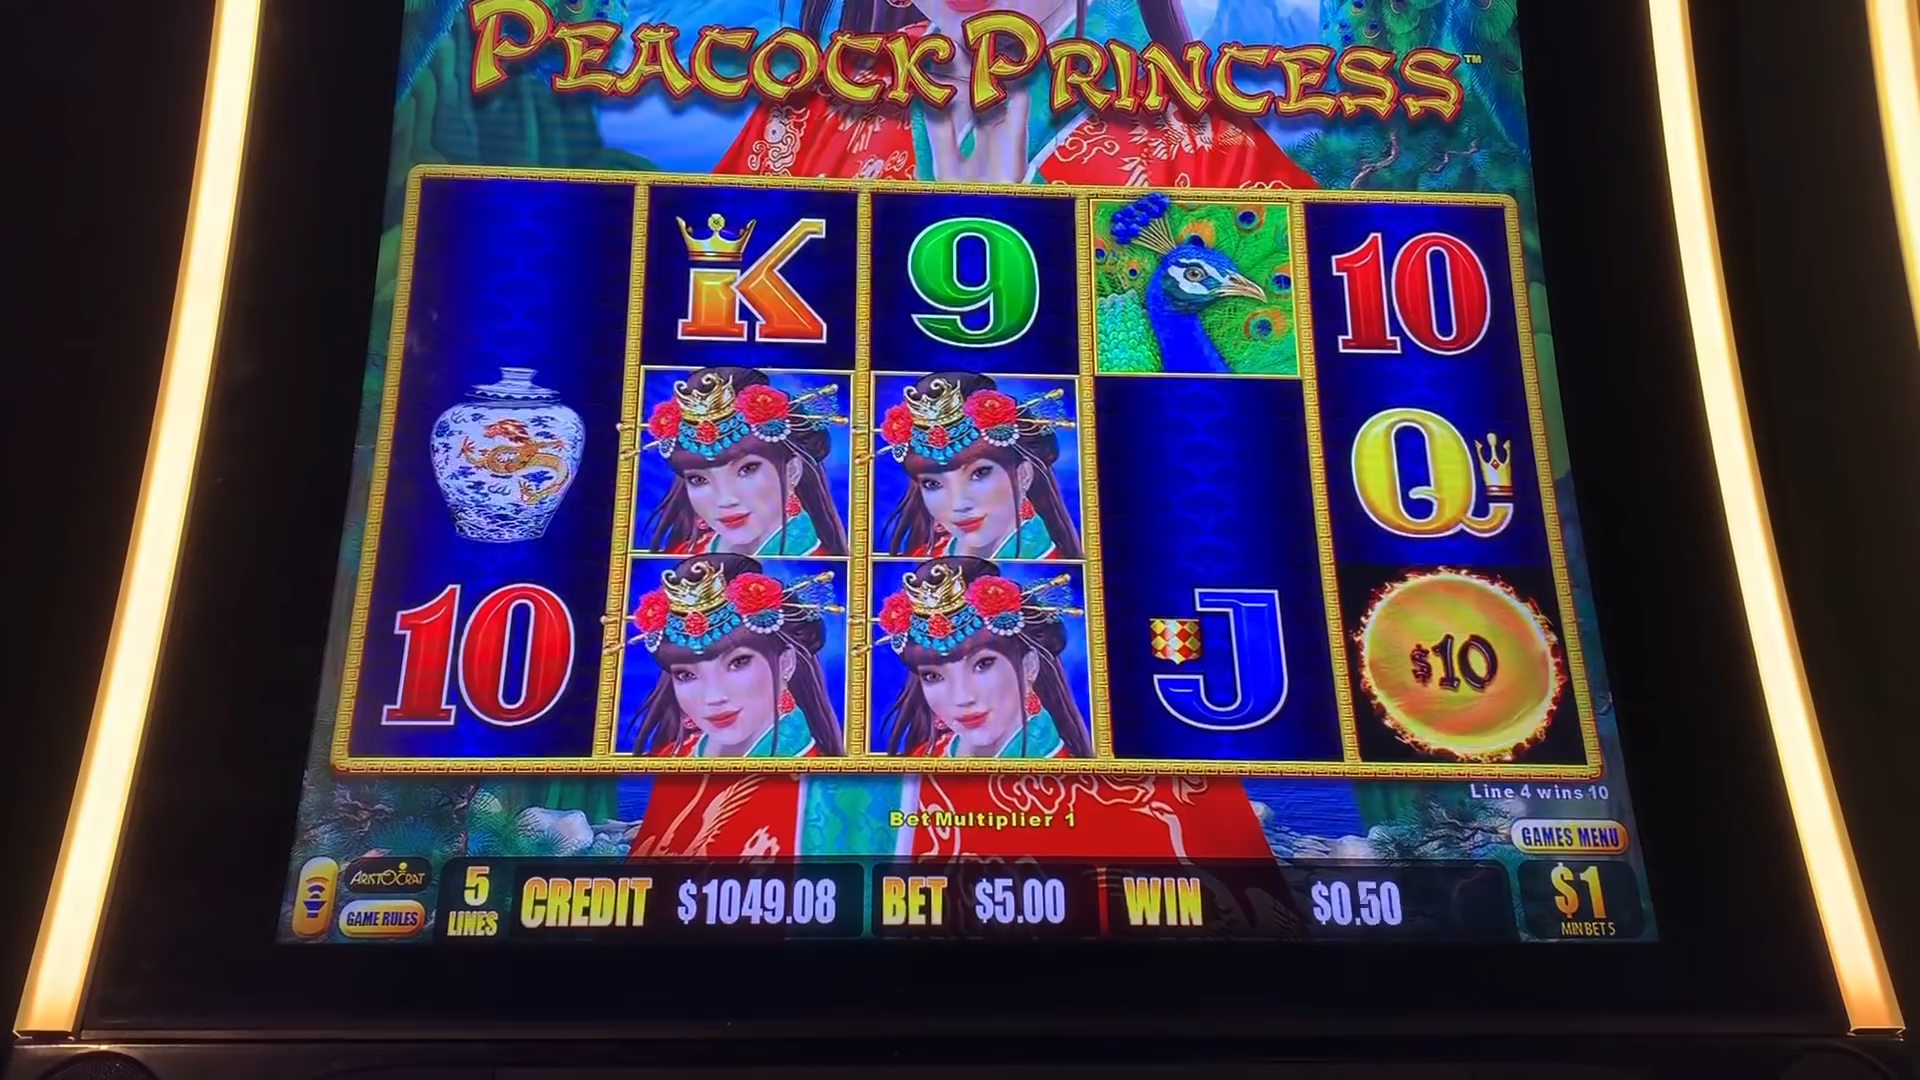 PEACOCK PRINCESS™
K 9 10
Q
10 J $10
Line 4 wins 10
Bet Multiplier 1
GAMES MENU
ARISTOCRAT
GAME RULES
5 LINES
CREDIT $1049.08
BET $5.00
WIN $0.50
$1
MIN BET 5